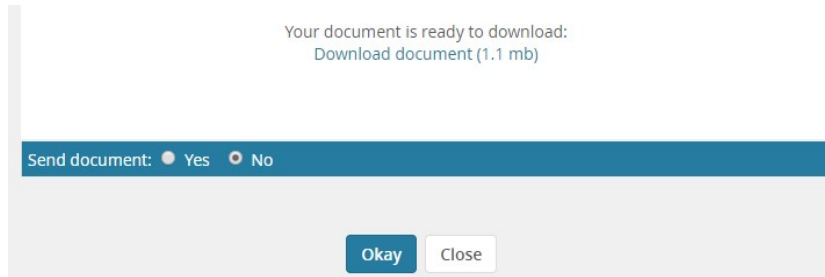 Your document is ready to download:
Download document (1.1 mb)
Send document: Yes No
Okay Close